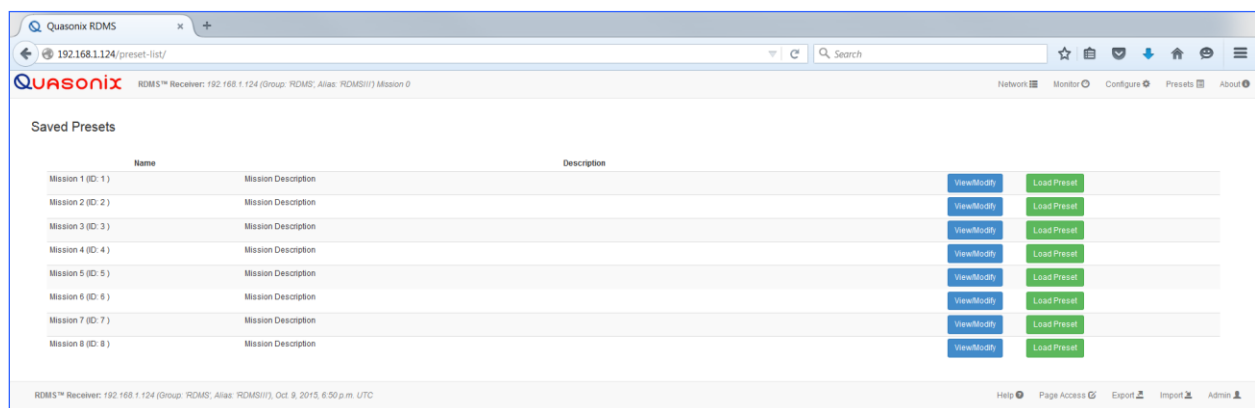 Quasonix RDMS × +
192.168.1.124/preset-list/ Search
Quasonix RDMS™ Receiver: 192.168.1.124 (Group: 'RDMS', Alias: 'RDMSIII') Mission 0 Network Monitor Configure Presets About
Saved Presets
Name Description
Mission 1 (ID: 1 ) Mission Description View/Modify Load Preset
Mission 2 (ID: 2 ) Mission Description View/Modify Load Preset
Mission 3 (ID: 3 ) Mission Description View/Modify Load Preset
Mission 4 (ID: 4 ) Mission Description View/Modify Load Preset
Mission 5 (ID: 5 ) Mission Description View/Modify Load Preset
Mission 6 (ID: 6 ) Mission Description View/Modify Load Preset
Mission 7 (ID: 7 ) Mission Description View/Modify Load Preset
Mission 8 (ID: 8 ) Mission Description View/Modify Load Preset
RDMS™ Receiver: 192.168.1.124 (Group: 'RDMS', Alias: 'RDMSIII'), Oct. 9, 2015, 6:50 p.m. UTC Help Page Access Export Import Admin